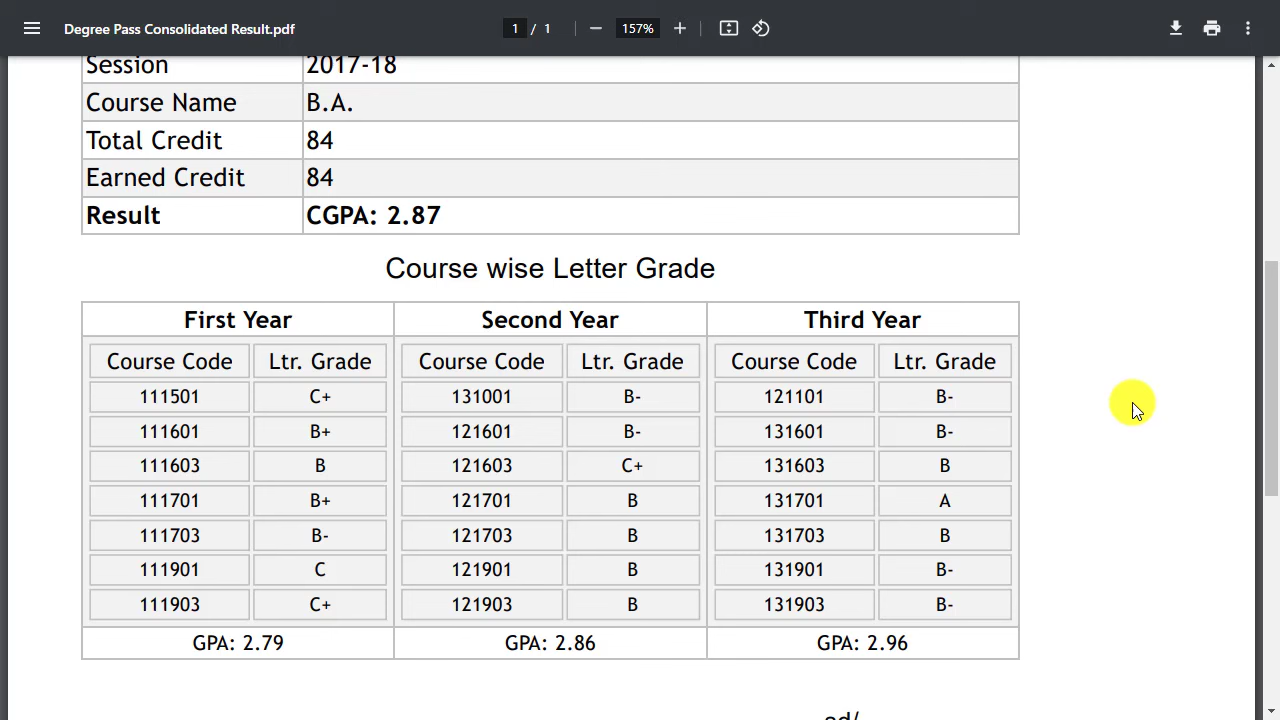 Degree Pass Consolidated Result.pdf 1 / 1 157%
Session 2017-18
Course Name B.A.
Total Credit 84
Earned Credit 84
Result CGPA: 2.87
Course wise Letter Grade
First Year Second Year Third Year
Course Code Ltr. Grade Course Code Ltr. Grade Course Code Ltr. Grade
111501 C+ 131001 B- 121101 B-
111601 B+ 121601 B- 131601 B-
111603 B 121603 C+ 131603 B
111701 B+ 121701 B 131701 A
111703 B- 121703 B 131703 B
111901 C 121901 B 131901 B-
111903 C+ 121903 B 131903 B-
GPA: 2.79 GPA: 2.86 GPA: 2.96